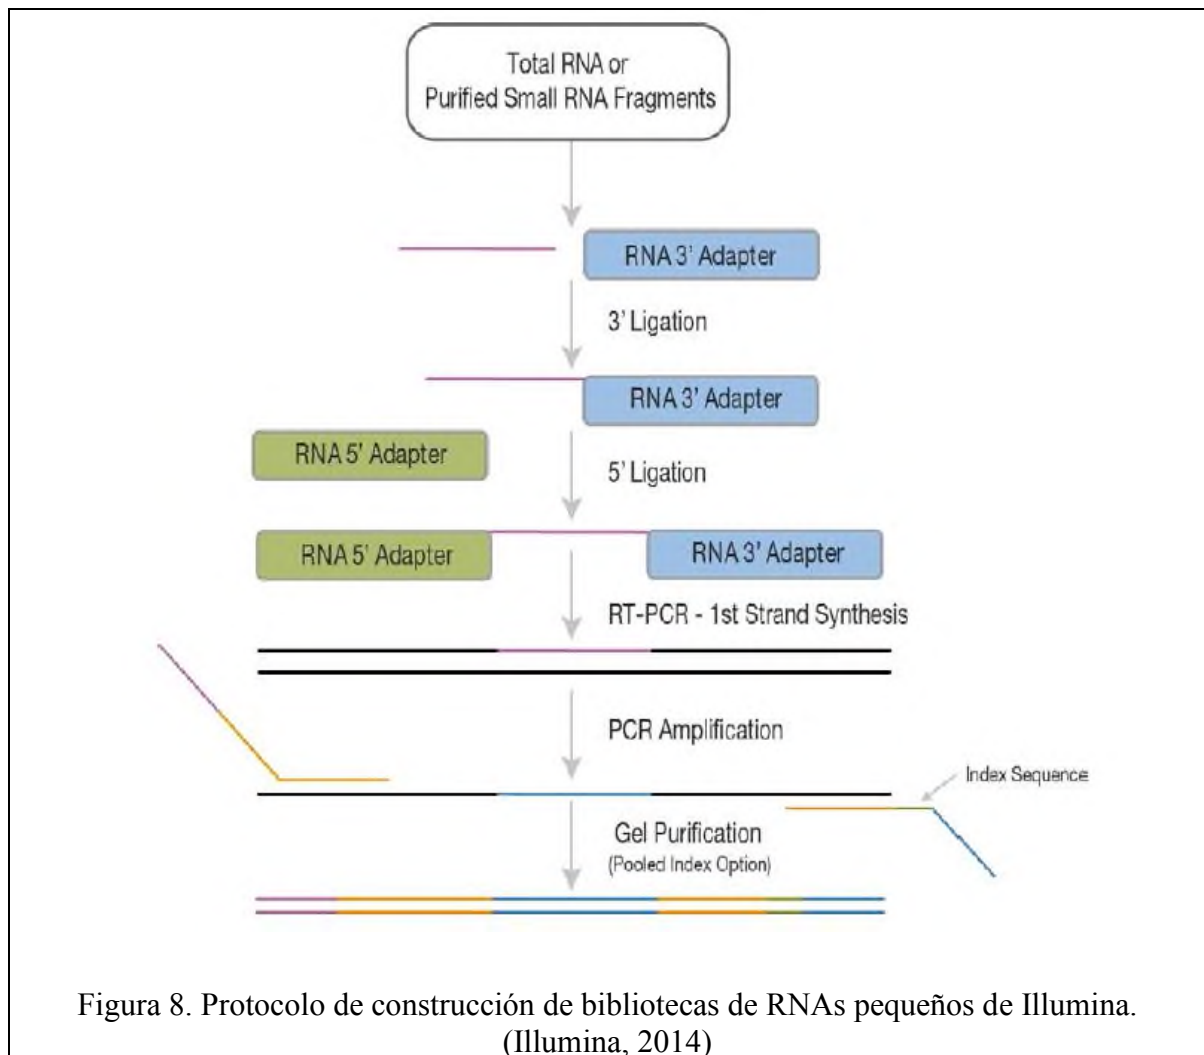 Total RNA or
Purified Small RNA Fragments
RNA 3' Adapter
3' Ligation
RNA 3' Adapter
RNA 5' Adapter
5' Ligation
RNA 5' Adapter
RNA 3' Adapter
RT-PCR - 1st Strand Synthesis
PCR Amplification
Index Sequence
Gel Purification
(Pooled Index Option)
Figura 8. Protocolo de construcción de bibliotecas de RNAs pequeños de Illumina.
(Illumina, 2014)